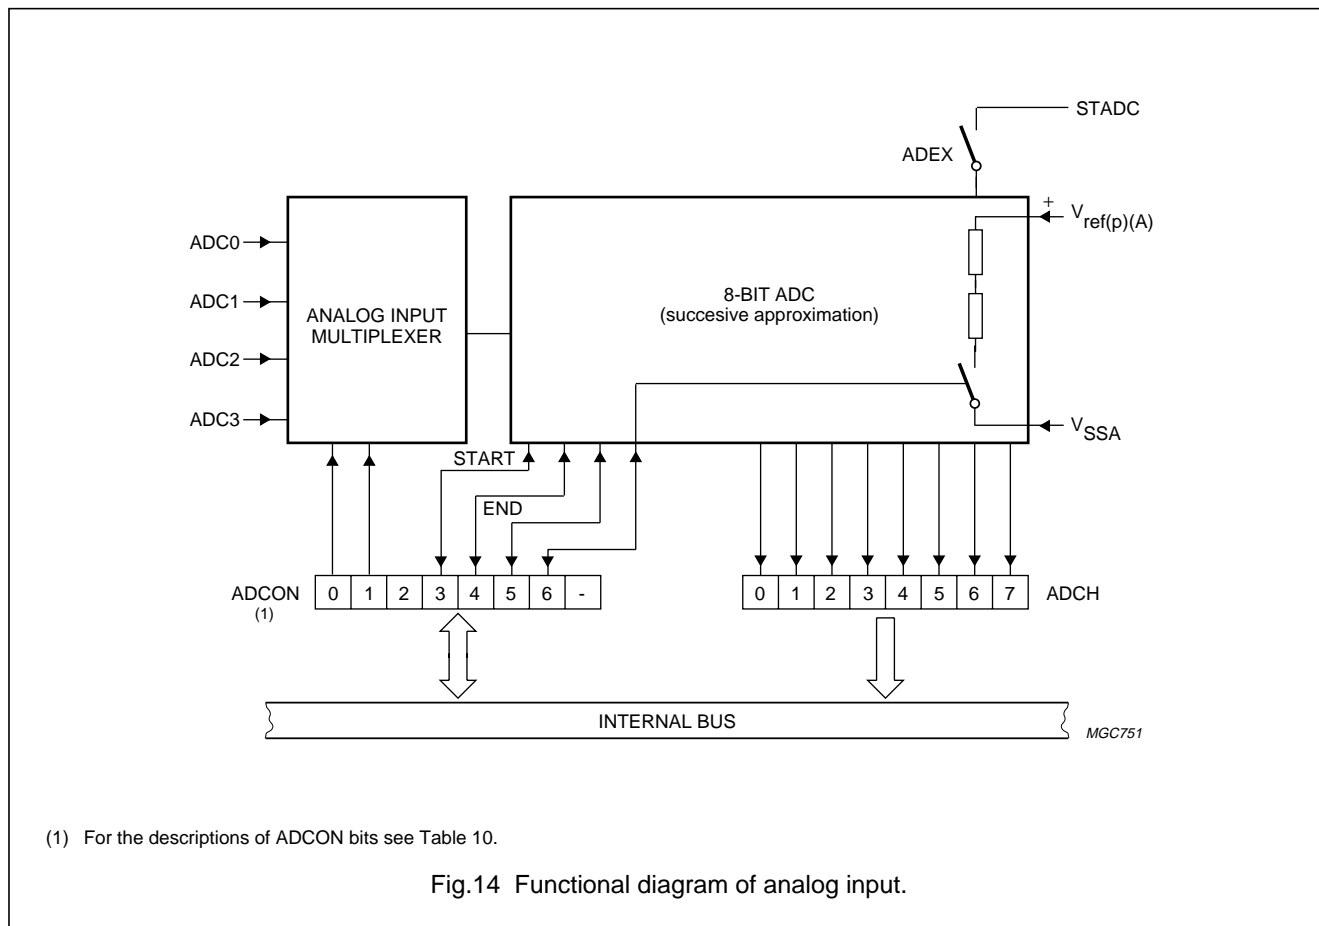 STADC
ADEX
+
Vref(p)(A)
ADC0
ADC1
ADC2
ADC3
ANALOG INPUT
MULTIPLEXER
8-BIT ADC
(succesive approximation)
VSSA
START
END
ADCON
(1)
0 1 2 3 4 5 6 -
0 1 2 3 4 5 6 7
ADCH
INTERNAL BUS
MGC751
(1) For the descriptions of ADCON bits see Table 10.
Fig.14 Functional diagram of analog input.